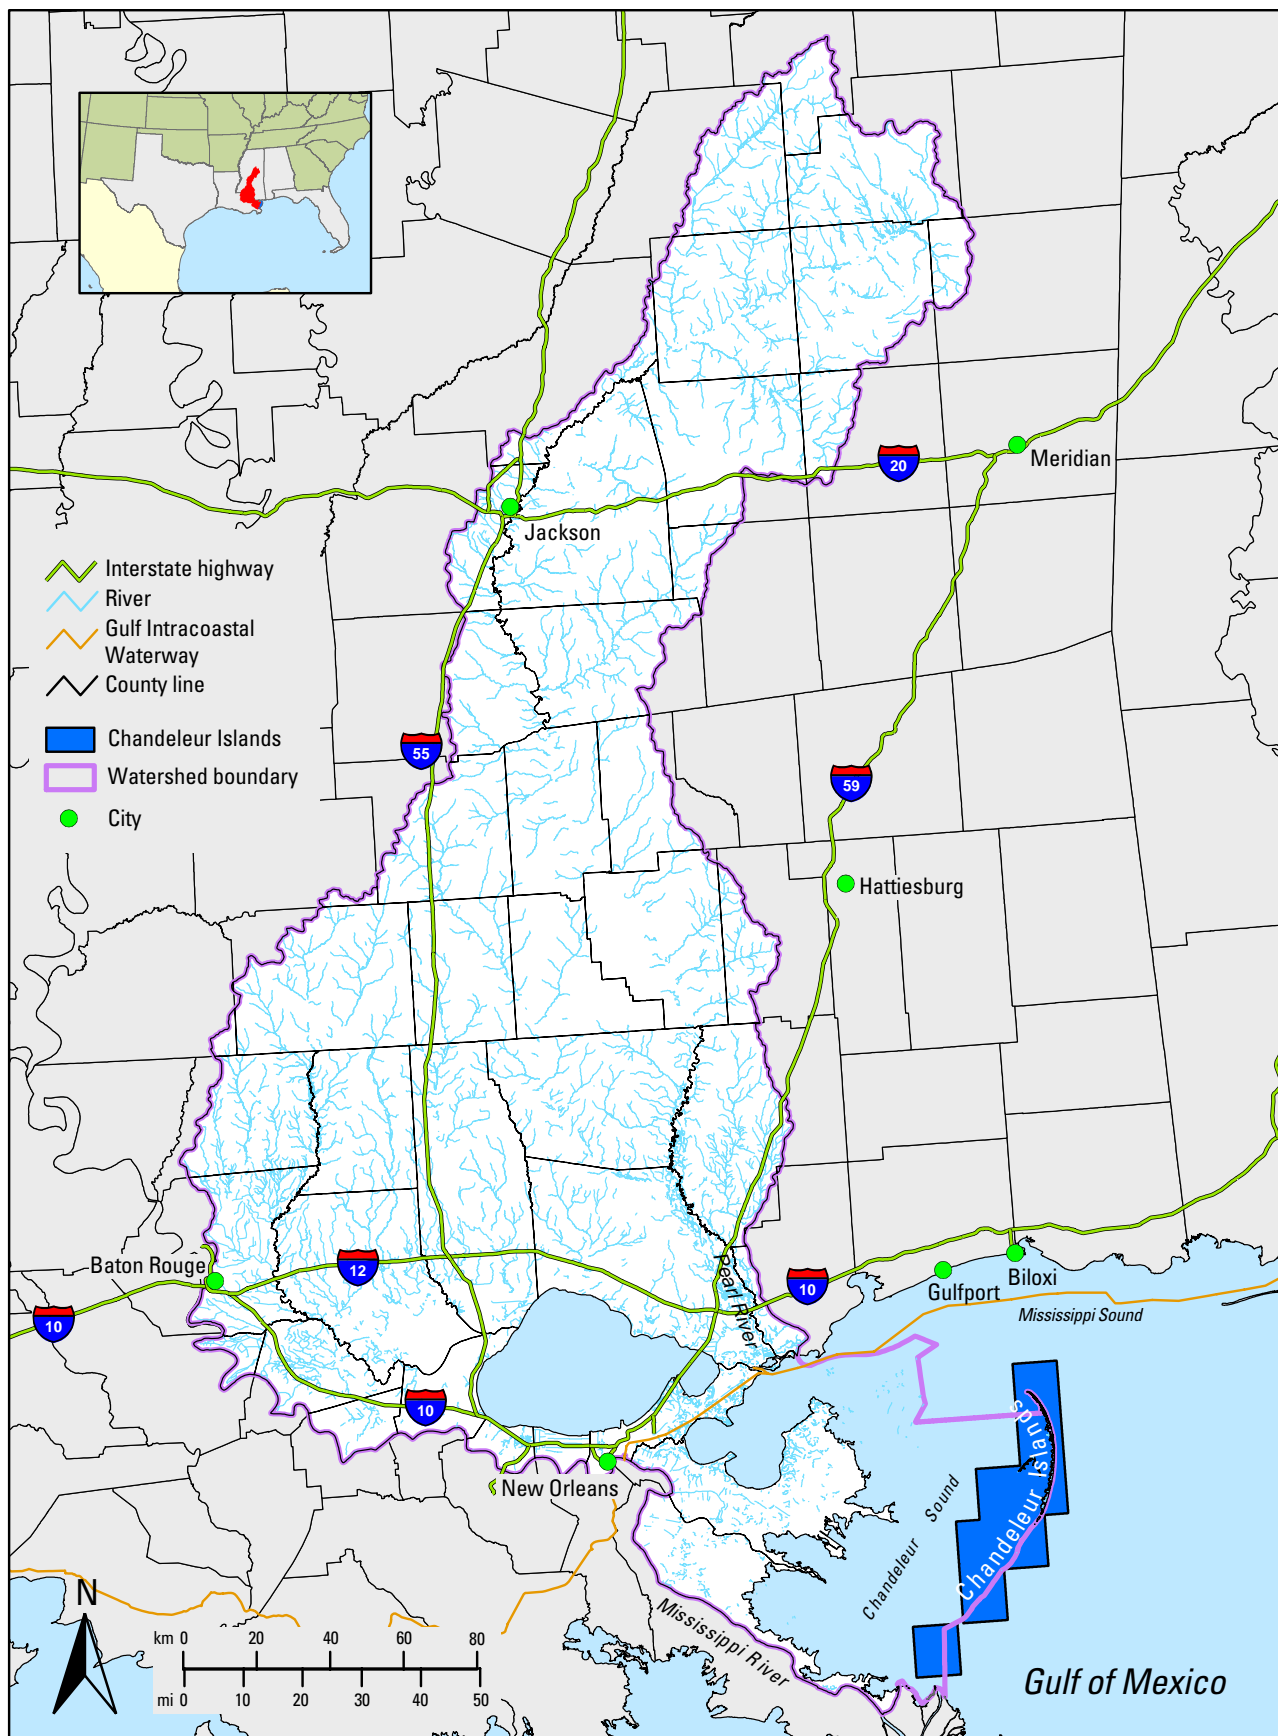 20
Meridian
Jackson
Interstate highway
River
Gulf Intracoastal
Waterway
County line
Chandeleur Islands
Watershed boundary
City
55
59
Hattiesburg
Baton Rouge
12
10
10
Pearl River
10
Gulfport
Biloxi
Mississippi Sound
New Orleans
Chandeleur Sound
Chandeleur Islands
Mississippi River
Gulf of Mexico
N
km 0 20 40 60 80
mi 0 10 20 30 40 50